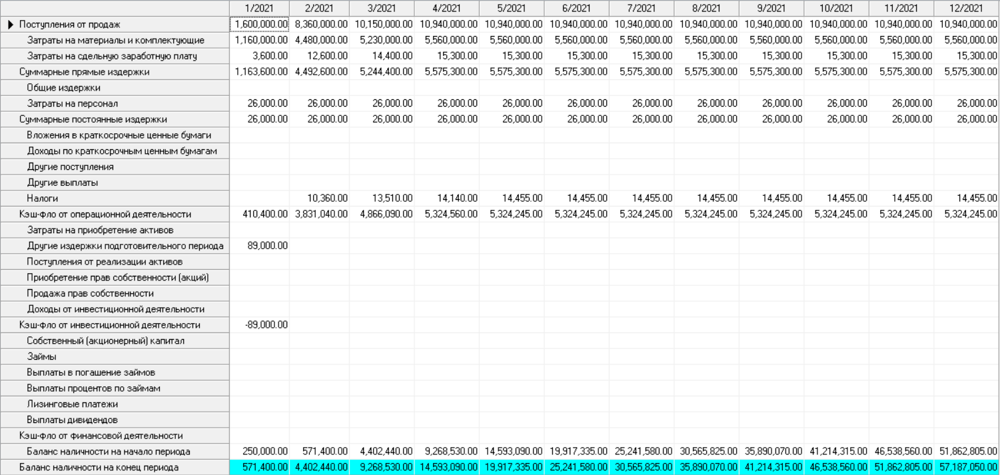 1/2021 2/2021 3/2021 4/2021 5/2021 6/2021 7/2021 8/2021 9/2021 10/2021 11/2021 12/2021
Поступления от продаж 1,600,000.00 8,360,000.00 10,150,000.00 10,940,000.00 10,940,000.00 10,940,000.00 10,940,000.00 10,940,000.00 10,940,000.00 10,940,000.00 10,940,000.00 10,940,000.00
Затраты на материалы и комплектующие 1,160,000.00 4,480,000.00 5,230,000.00 5,560,000.00 5,560,000.00 5,560,000.00 5,560,000.00 5,560,000.00 5,560,000.00 5,560,000.00 5,560,000.00 5,560,000.00
Затраты на сдельную заработную плату 3,600.00 12,600.00 14,400.00 15,300.00 15,300.00 15,300.00 15,300.00 15,300.00 15,300.00 15,300.00 15,300.00 15,300.00
Суммарные прямые издержки 1,163,600.00 4,492,600.00 5,244,400.00 5,575,300.00 5,575,300.00 5,575,300.00 5,575,300.00 5,575,300.00 5,575,300.00 5,575,300.00 5,575,300.00 5,575,300.00
Общие издержки
Затраты на персонал 26,000.00 26,000.00 26,000.00 26,000.00 26,000.00 26,000.00 26,000.00 26,000.00 26,000.00 26,000.00 26,000.00 26,000.00
Суммарные постоянные издержки 26,000.00 26,000.00 26,000.00 26,000.00 26,000.00 26,000.00 26,000.00 26,000.00 26,000.00 26,000.00 26,000.00 26,000.00
Вложения в краткосрочные ценные бумаги
Доходы по краткосрочным ценным бумагам
Другие поступления
Другие выплаты
Налоги 10,360.00 13,510.00 14,140.00 14,455.00 14,455.00 14,455.00 14,455.00 14,455.00 14,455.00 14,455.00 14,455.00
Кэш-фло от операционной деятельности 410,400.00 3,831,040.00 4,866,090.00 5,324,560.00 5,324,245.00 5,324,245.00 5,324,245.00 5,324,245.00 5,324,245.00 5,324,245.00 5,324,245.00 5,324,245.00
Затраты на приобретение активов
Другие издержки подготовительного периода 89,000.00
Поступления от реализации активов
Приобретение прав собственности (акций)
Продажа прав собственности
Доходы от инвестиционной деятельности
Кэш-фло от инвестиционной деятельности -89,000.00
Собственный (акционерный) капитал
Займы
Выплаты в погашение займов
Выплаты процентов по займам
Лизинговые платежи
Выплаты дивидендов
Кэш-фло от финансовой деятельности
Баланс наличности на начало периода 250,000.00 571,400.00 4,402,440.00 9,268,530.00 14,593,090.00 19,917,335.00 25,241,580.00 30,565,825.00 35,890,070.00 41,214,315.00 46,538,560.00 51,862,805.00
Баланс наличности на конец периода 571,400.00 4,402,440.00 9,268,530.00 14,593,090.00 19,917,335.00 25,241,580.00 30,565,825.00 35,890,070.00 41,214,315.00 46,538,560.00 51,862,805.00 57,187,050.00